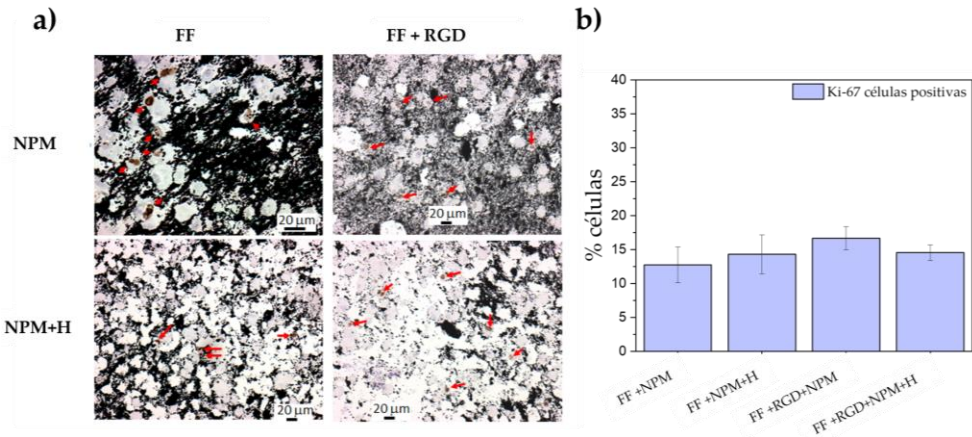 a)
FF
FF + RGD
NPM
20 µm
20 µm
NPM+H
20 µm
20 µm
b)
Ki-67 células positivas
% células
40
35
30
25
20
15
10
5
0
FF +NPM
FF +NPM+H
FF +RGD+NPM
FF +RGD+NPM+H